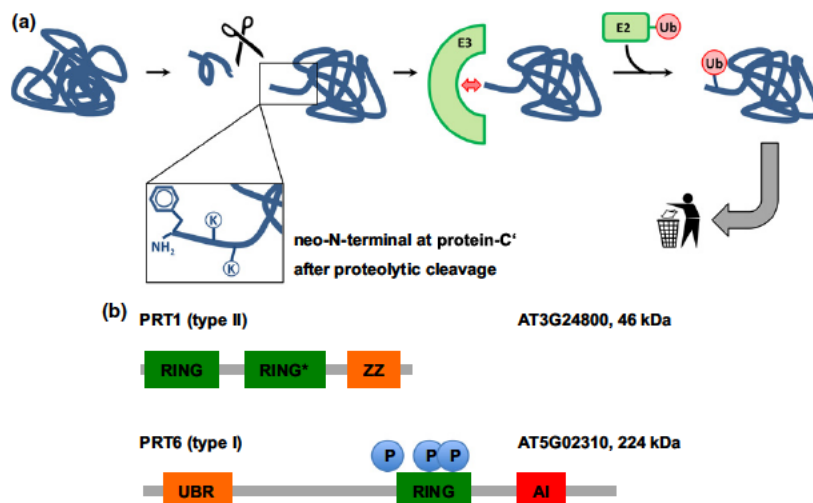 (a)
E3
E2
Ub
Ub
K
NH2
K
neo-N-terminal at protein-C‘
after proteolytic cleavage
(b)
PRT1 (type II) AT3G24800, 46 kDa
RING RING* ZZ
PRT6 (type I) AT5G02310, 224 kDa
P P P
UBR RING AI